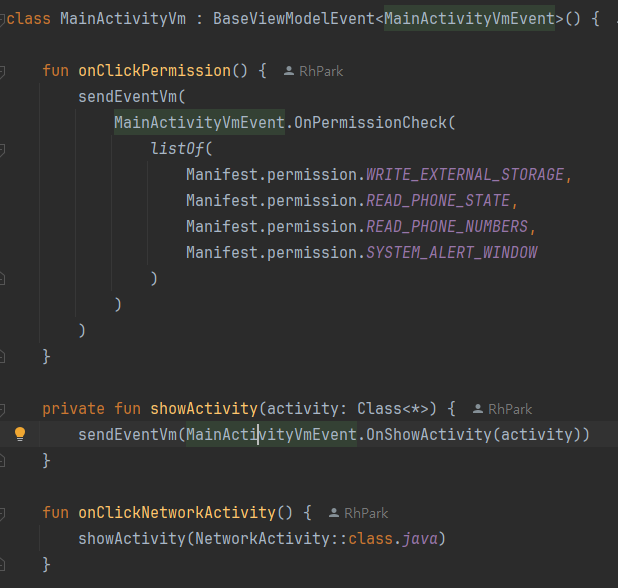 class MainActivityVm : BaseViewModelEvent<MainActivityVmEvent>() {
fun onClickPermission() { RhPark
sendEventVm(
MainActivityVmEvent.OnPermissionCheck(
listOf(
Manifest.permission.WRITE_EXTERNAL_STORAGE,
Manifest.permission.READ_PHONE_STATE,
Manifest.permission.READ_PHONE_NUMBERS,
Manifest.permission.SYSTEM_ALERT_WINDOW
)
)
)
}
private fun showActivity(activity: Class<*>) { RhPark
sendEventVm(MainActivityVmEvent.OnShowActivity(activity))
}
fun onClickNetworkActivity() { RhPark
showActivity(NetworkActivity::class.java)
}